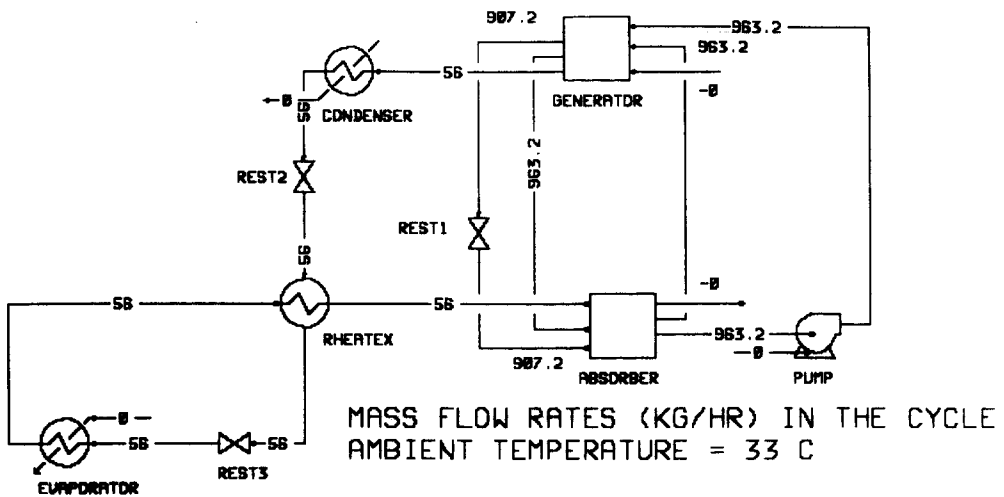 907.2
963.2
963.2
56
-0
GENERATOR
0
56
CONDENSER
963.2
REST2
REST1
56
56
56
-0
RHEATEX
963.2
907.2
-0
ABSORBER
PUMP
0
56
REST3
56
EVAPORATOR
MASS FLOW RATES (KG/HR) IN THE CYCLE
AMBIENT TEMPERATURE = 33 C